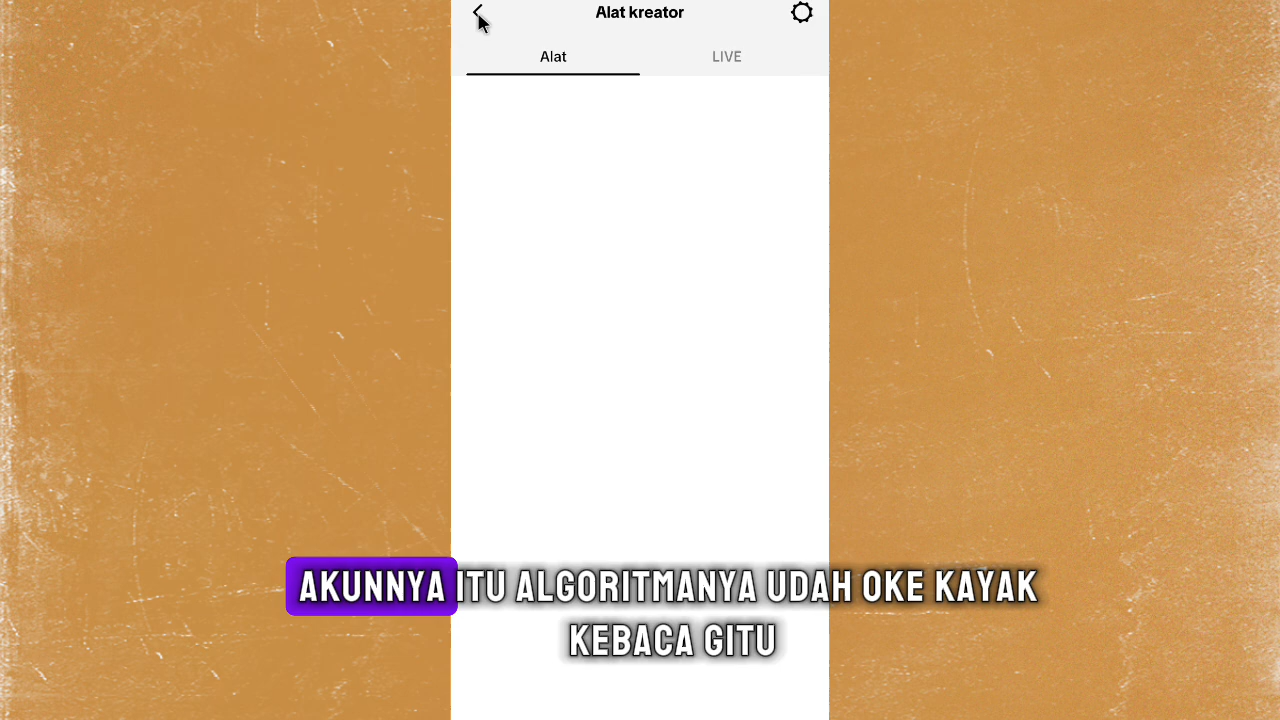 Alat kreator
Alat LIVE
AKUNNYA ITU ALGORITMANYA UDAH OKE KAYAK
KEBACA GITU